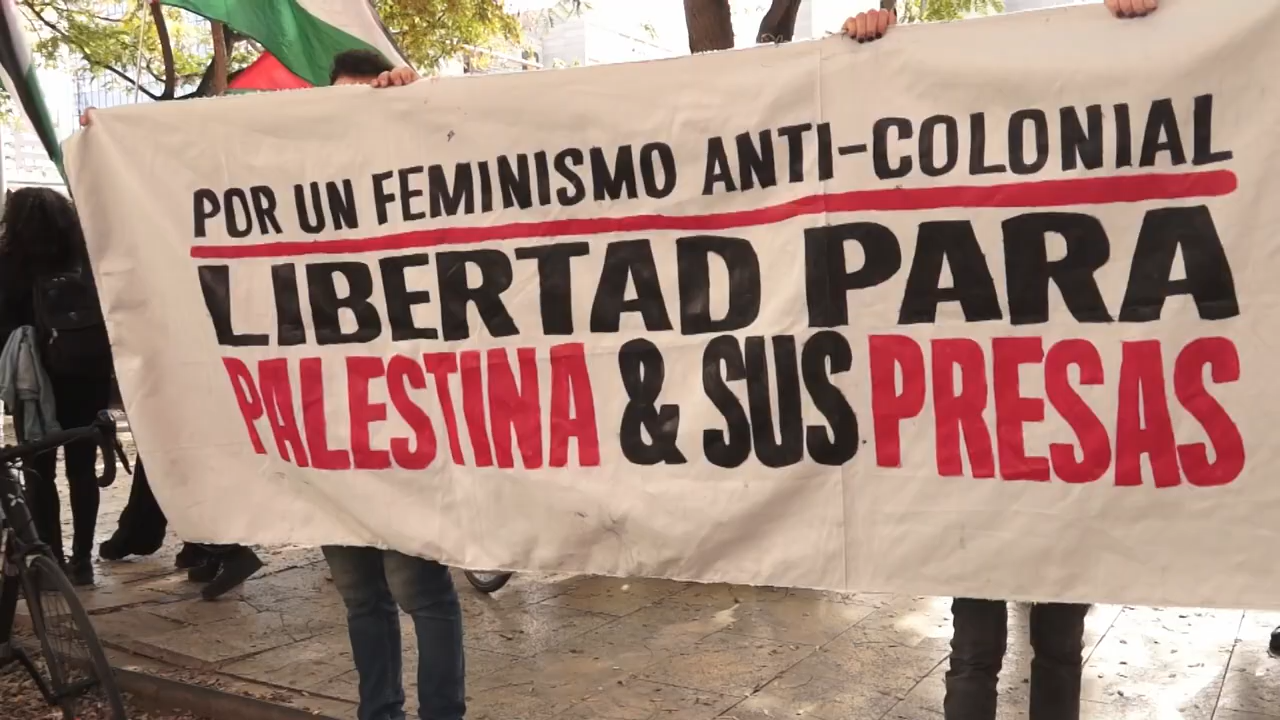 POR UN FEMINISMO ANTI-COLONIAL
LIBERTAD PARA
PALESTINA & SUS PRESAS